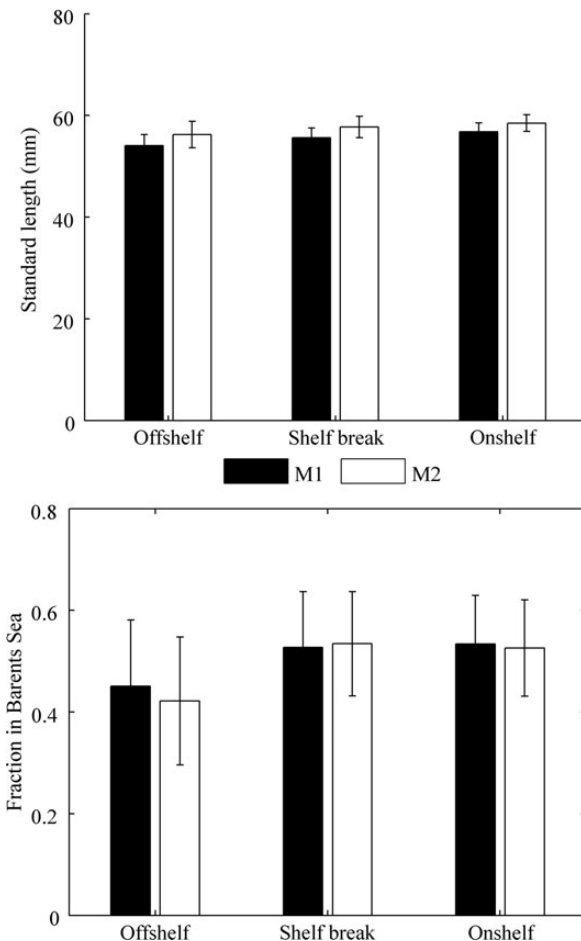 80
60
40
20
0
Standard length (mm)
Offshelf Shelf break Onshelf
M1 M2
0.8
0.6
0.4
0.2
0
Fraction in Barents Sea
Offshelf Shelf break Onshelf